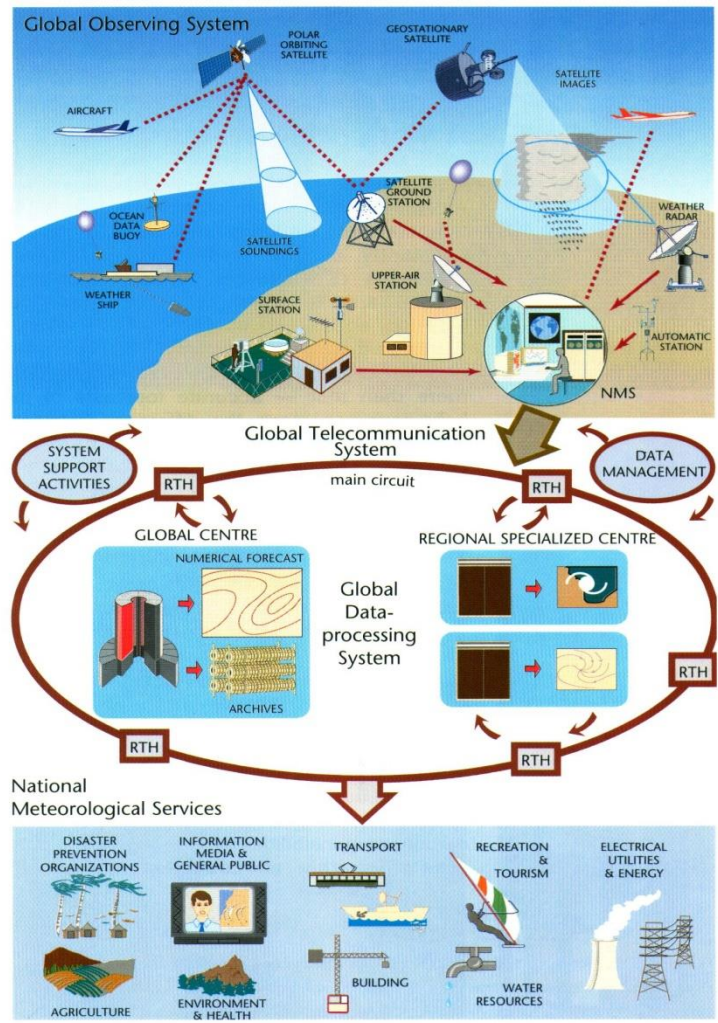 Global Observing System
POLAR
ORBITING
SATELLITE
GEOSTATIONARY
SATELLITE
SATELLITE
IMAGES
AIRCRAFT
OCEAN
DATA
BUOY
SATELLITE
SOUNDINGS
SATELLITE
GROUND
STATION
WEATHER
RADAR
WEATHER
SHIP
UPPER-AIR
STATION
SURFACE
STATION
AUTOMATIC
STATION
NMS
Global Telecommunication
System
SYSTEM
SUPPORT
ACTIVITIES
DATA
MANAGEMENT
RTH
main circuit
RTH
GLOBAL CENTRE
NUMERICAL FORECAST
ARCHIVES
Global
Data-
processing
System
REGIONAL SPECIALIZED CENTRE
RTH
RTH
RTH
National
Meteorological Services
DISASTER
PREVENTION
ORGANIZATIONS
INFORMATION
MEDIA &
GENERAL PUBLIC
TRANSPORT
RECREATION
&
TOURISM
ELECTRICAL
UTILITIES
& ENERGY
AGRICULTURE
ENVIRONMENT
& HEALTH
BUILDING
WATER
RESOURCES